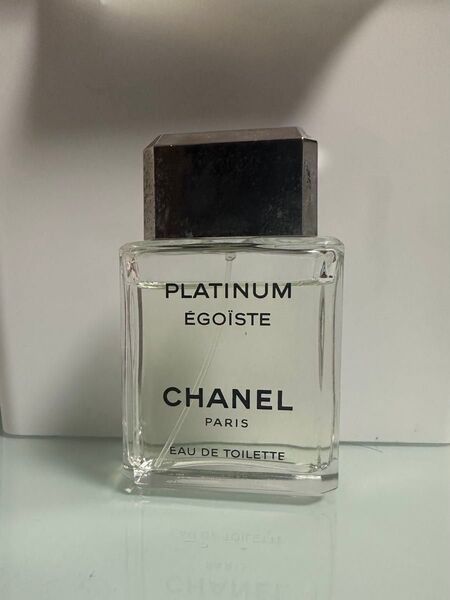 PLATINUM
ÉGOÏSTE
CHANEL
PARIS
EAU DE TOILETTE